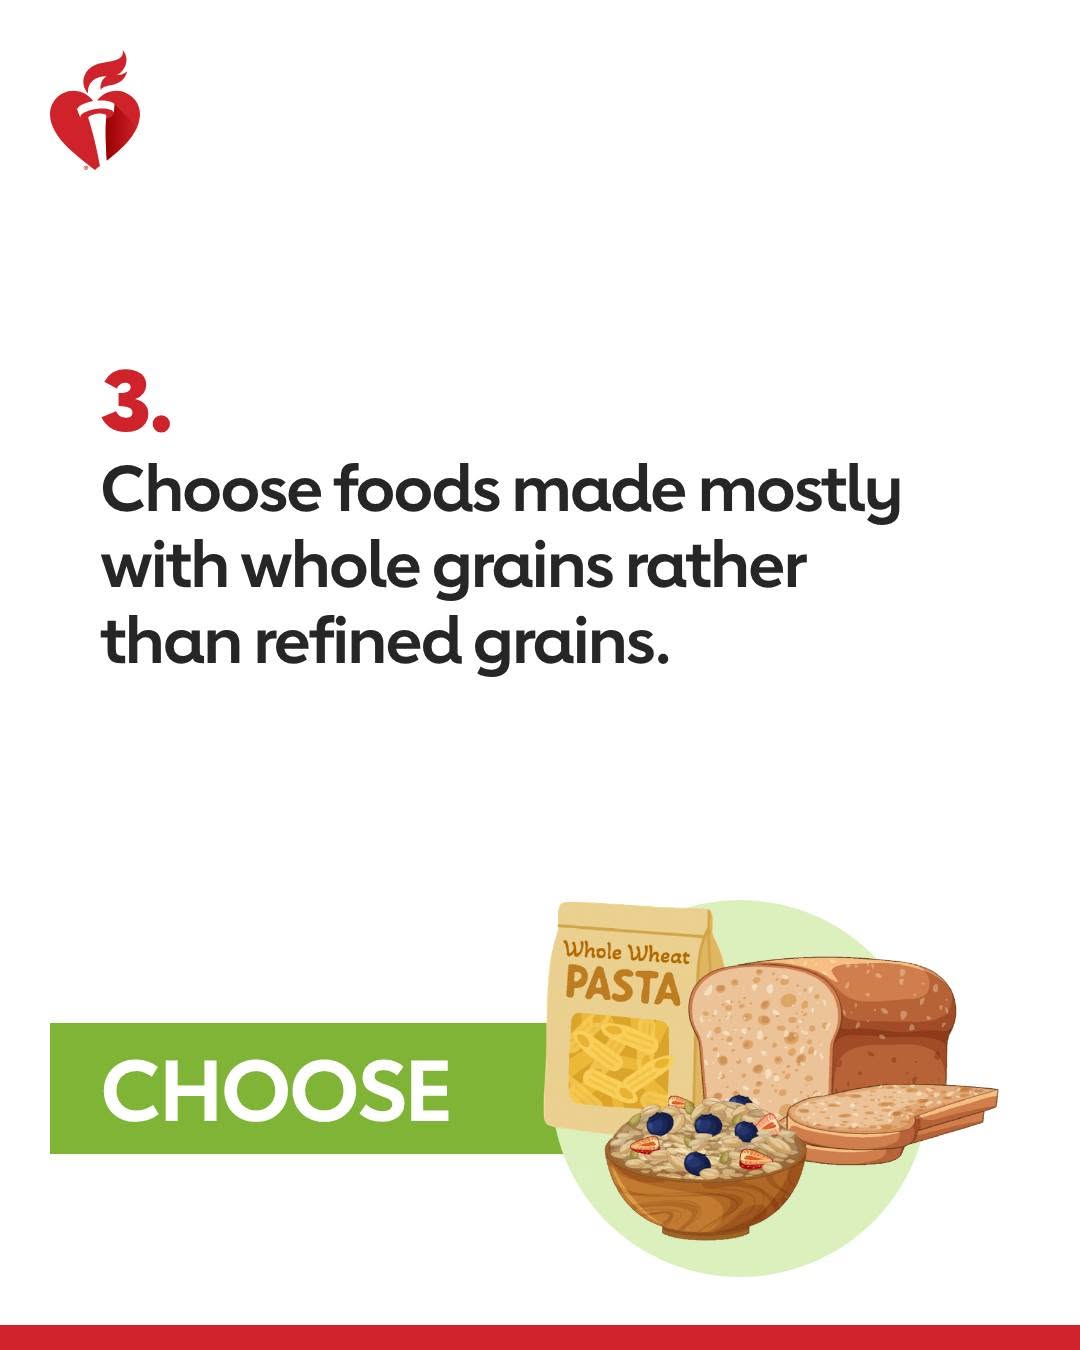 3.
Choose foods made mostly
with whole grains rather
than refined grains.
Whole Wheat
PASTA
CHOOSE